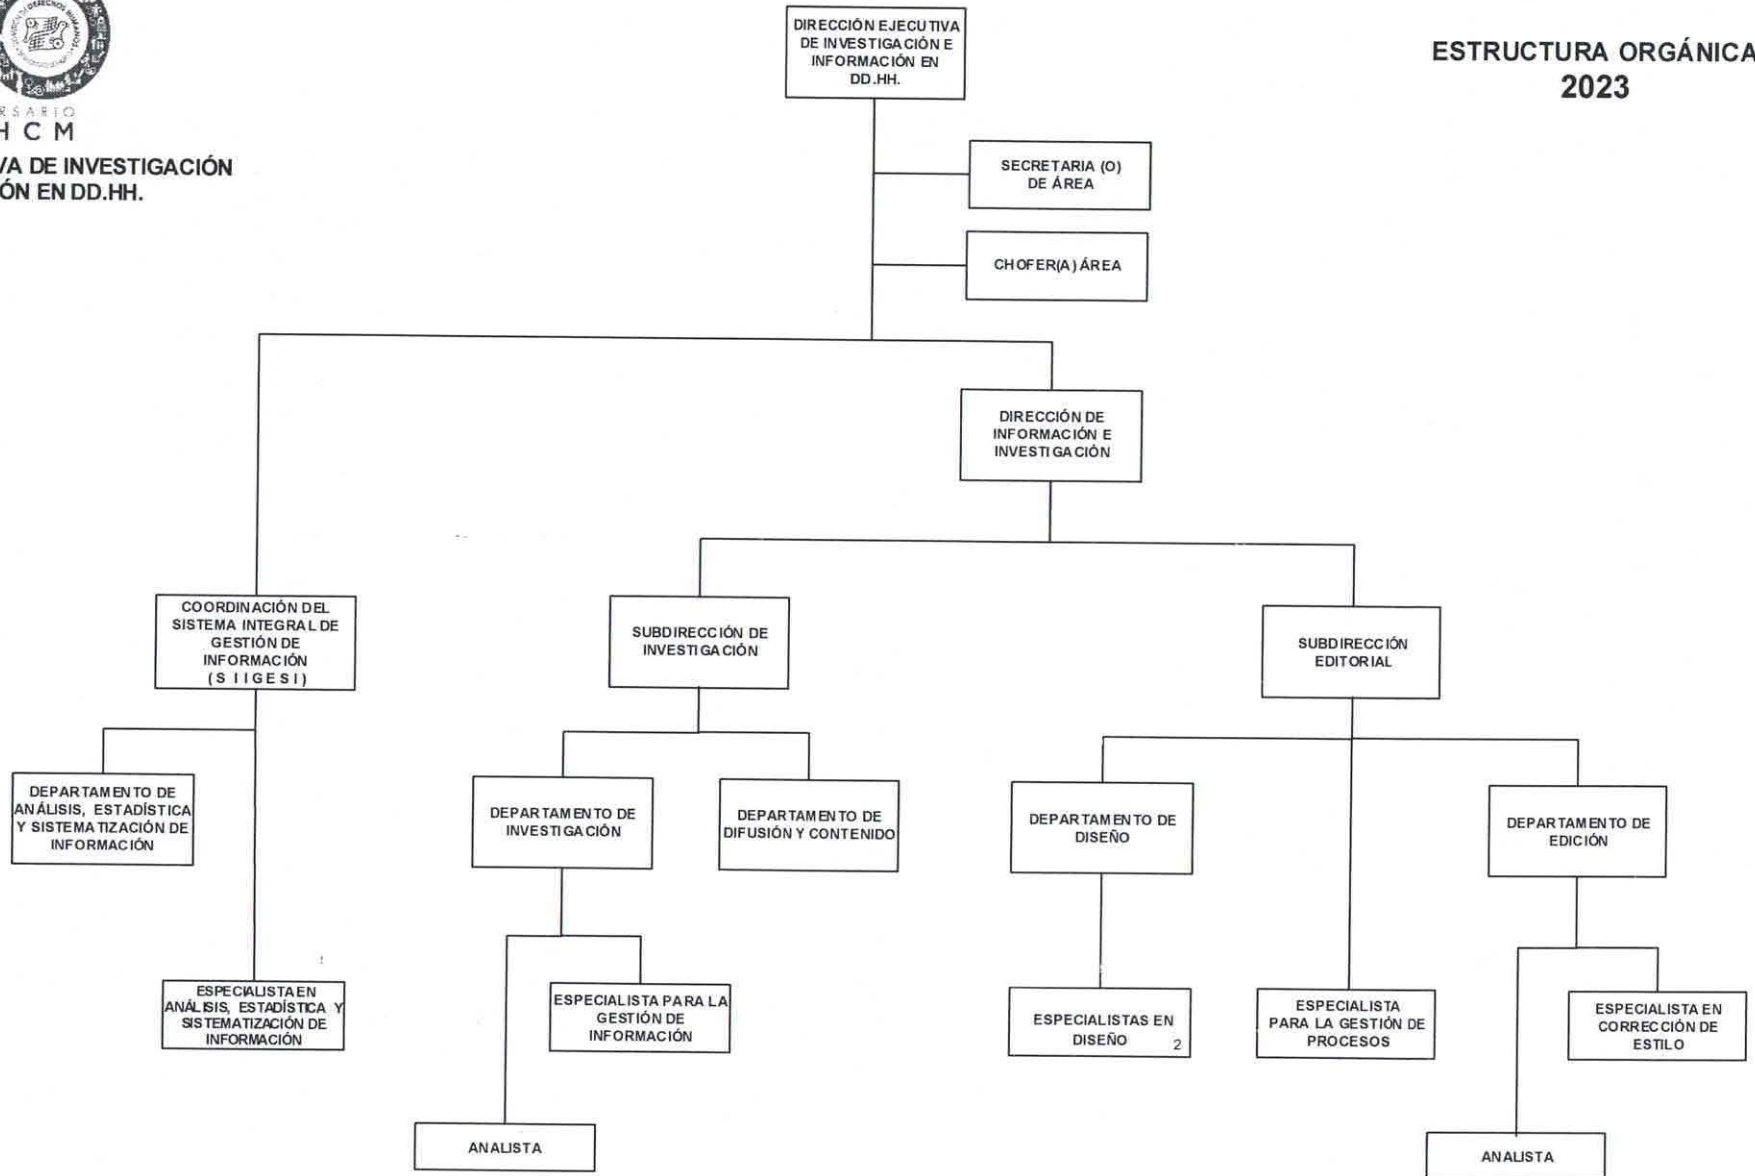 DIRECCIÓN EJECUTIVA
DE INVESTIGACIÓN E
INFORMACIÓN EN
DD.HH.
ESTRUCTURA ORGÁNICA
2023
RSARIO
H C M
VA DE INVESTIGACIÓN
ÓN EN DD.HH.
SECRETARIA (O)
DE ÁREA
CHOFER(A) ÁREA
DIRECCIÓN DE
INFORMACIÓN E
INVESTIGACIÓN
COORDINACIÓN DEL
SISTEMA INTEGRAL DE
GESTIÓN DE
INFORMACIÓN
(S I I G E S I)
SUBDIRECCIÓN DE
INVESTIGACIÓN
SUBDIRECCIÓN
EDITORIAL
DEPARTAMENTO DE
ANÁLISIS, ESTADÍSTICA
Y SISTEMATIZACIÓN DE
INFORMACIÓN
DEPARTAMENTO DE
INVESTIGACIÓN
DEPARTAMENTO DE
DIFUSIÓN Y CONTENIDO
DEPARTAMENTO DE
DISEÑO
DEPARTAMENTO DE
EDICIÓN
ESPECIALISTA EN
ANÁLISIS, ESTADÍSTICA Y
SISTEMATIZACIÓN DE
INFORMACIÓN
ESPECIALISTA PARA LA
GESTIÓN DE
INFORMACIÓN
ESPECIALISTAS EN
DISEÑO 2
ESPECIALISTA
PARA LA GESTIÓN DE
PROCESOS
ESPECIALISTA EN
CORRECCIÓN DE
ESTILO
ANALISTA
ANALISTA